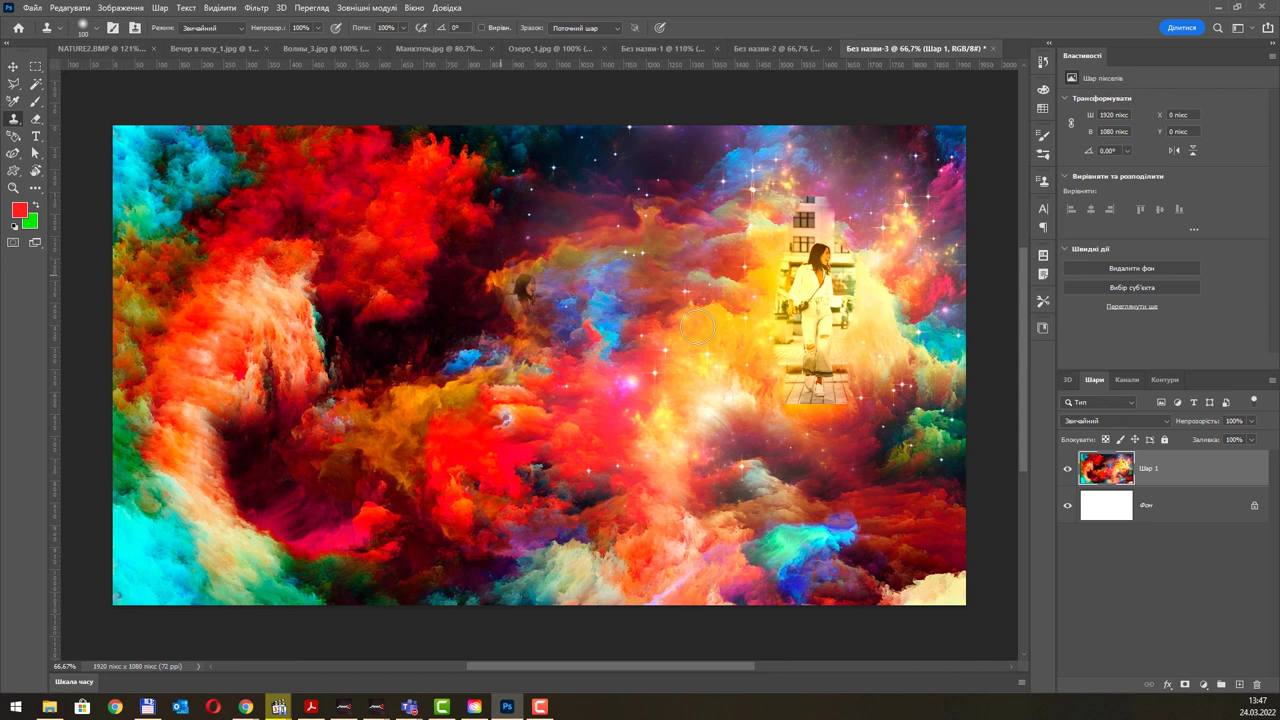 Файл Редагувати Зображення Шар Текст Виділити Фільтр 3D Перегляд Зовнішні модулі Вікно Довідка
100 Режим: Звичайний Непрозор.: 100% Потік: 100% 0° Вирівн. Зразок: Поточний шар Ділитися
NATURE2.BMP @ 121%... Вечер в лесу_1.jpg @ 1... Волны_3.jpg @ 100% (... Манхэтен.jpg @ 80,7%... Озеро_1.jpg @ 100% (... Без назви-1 @ 110% (... Без назви-2 @ 66,7% (... Без назви-3 @ 66,7% (Шар 1, RGB/8#) *
Властивості
Шар пікселів
Трансформувати
Ш 1920 пікс X 0 пікс
В 1080 пікс Y 0 пікс
0,00°
Вирівняти та розподілити
Вирівняти:
Швидкі дії
Видалити фон
Вибір суб'єкта
Переглянути ще
3D Шари Канали Контури
Тип
Звичайний Непрозорість: 100%
Блокувати: Заливка: 100%
Шар 1
Фон
66,67% 1920 пікс x 1080 пікс (72 ppi)
Шкала часу
13:47
24.03.2022